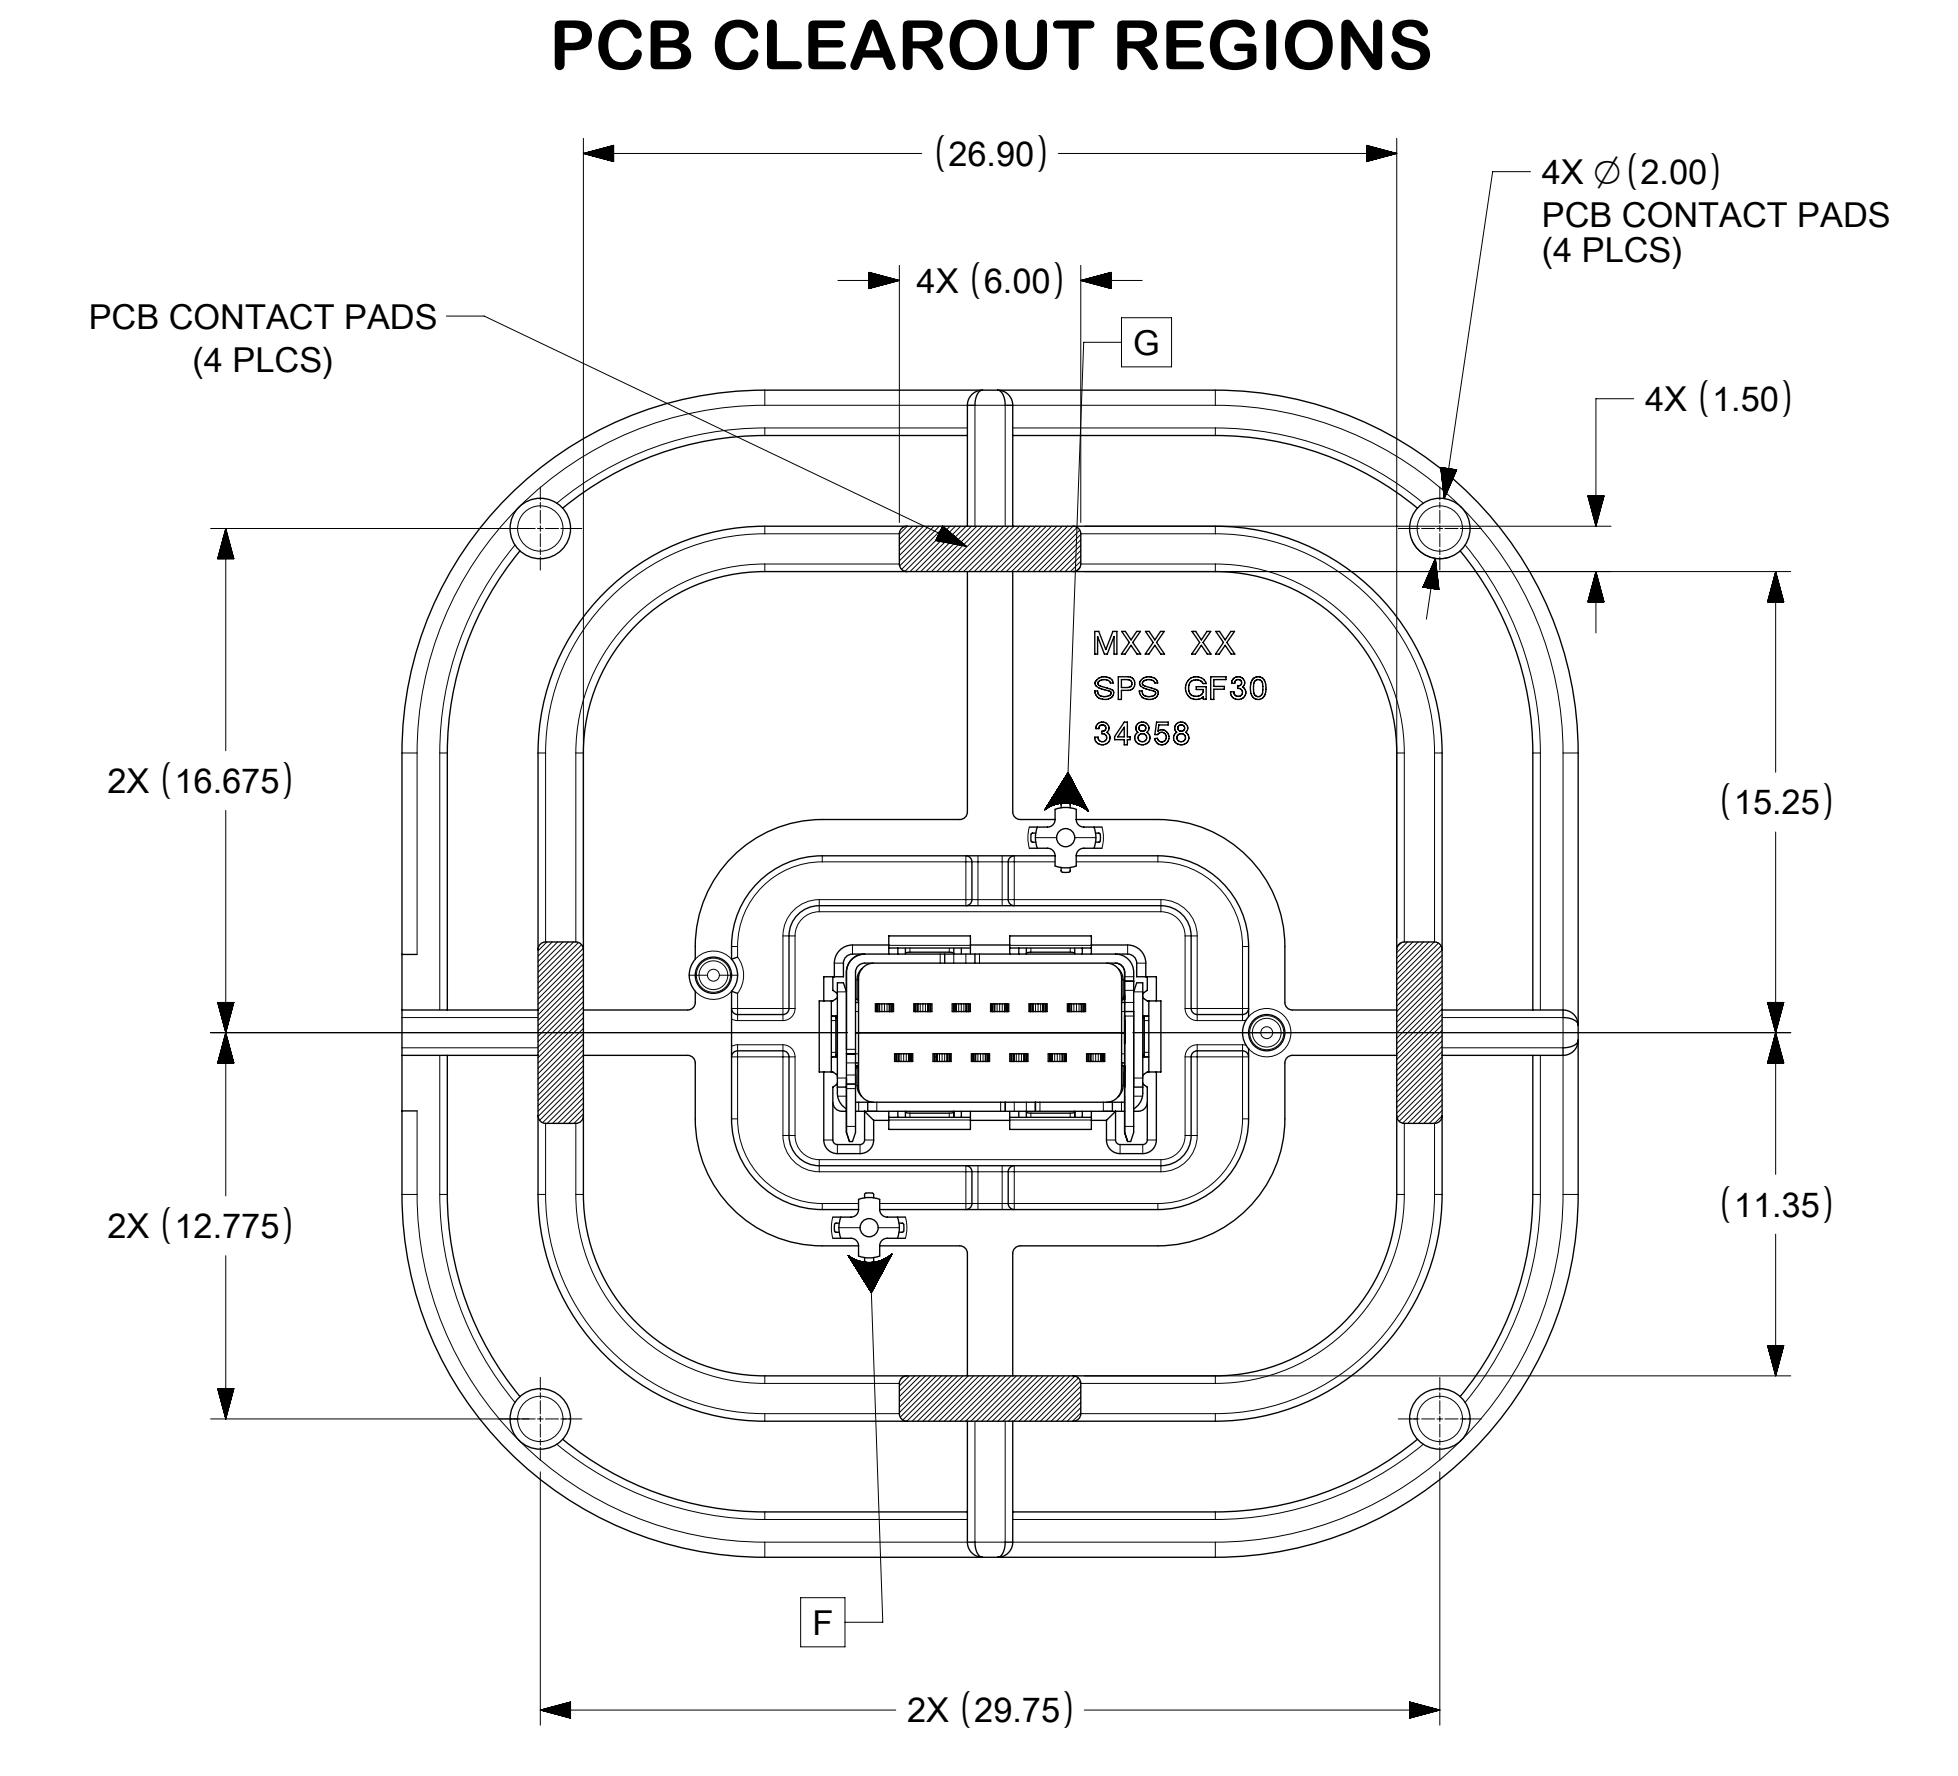 PCB CLEAROUT REGIONS
(26.90)
4X ∅(2.00)
PCB CONTACT PADS
(4 PLCS)
4X (6.00)
PCB CONTACT PADS
(4 PLCS)
G
4X (1.50)
MXX XX
SPS GF30
34858
2X (16.675)
(15.25)
2X (12.775)
(11.35)
F
2X (29.75)